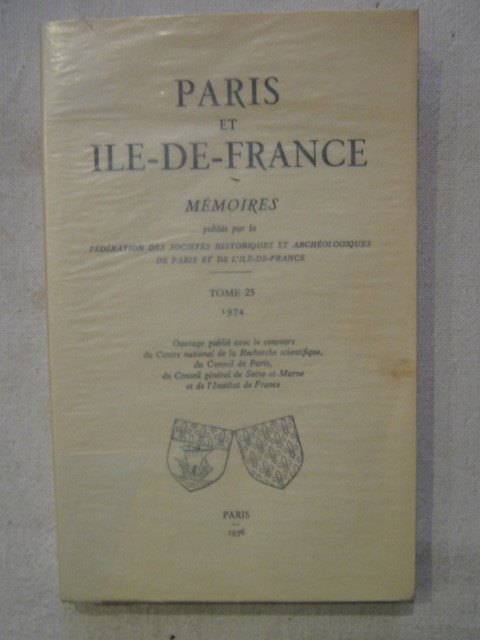 PARIS
ET
ILE-DE-FRANCE
MÉMOIRES
publiés par la
FÉDÉRATION DES SOCIÉTÉS HISTORIQUES ET ARCHÉOLOGIQUES
DE PARIS ET DE L'ILE-DE-FRANCE
TOME 25
1974
Ouvrage publié avec le concours
du Centre national de la Recherche scientifique,
du Conseil de Paris,
du Conseil général de Seine-et-Marne
et de l'Institut de France
PARIS
1976